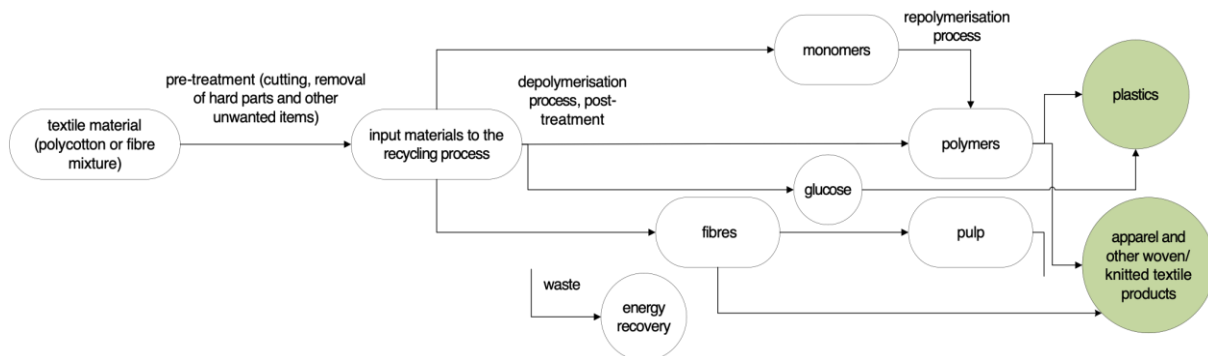 repolymerisation
process
monomers
pre-treatment (cutting, removal
of hard parts and other
unwanted items)
depolymerisation
process, post-
treatment
plastics
textile material
(polycotton or fibre
mixture)
input materials to the
recycling process
polymers
glucose
fibres
pulp
apparel and
other woven/
knitted textile
products
waste
energy
recovery